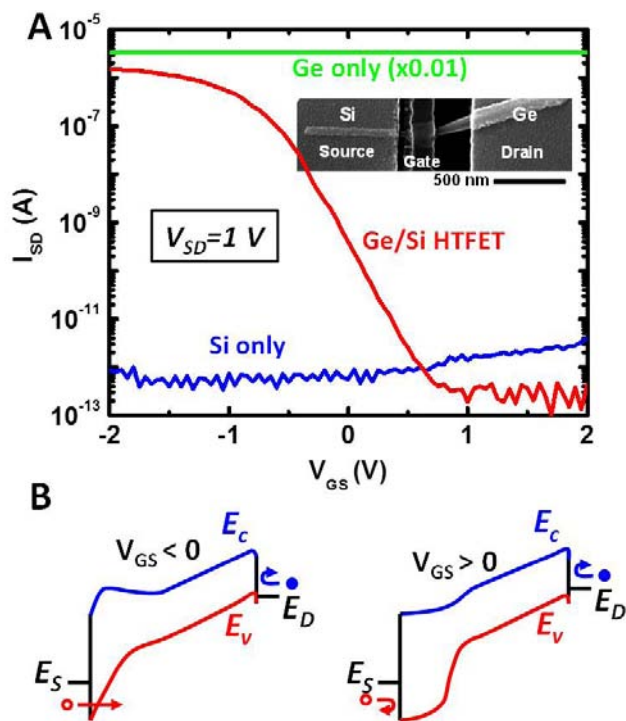 A
10⁻⁵
10⁻⁷
10⁻⁹
10⁻¹¹
10⁻¹³
I_SD (A)
Ge only (x0.01)
Si
Source
Gate
Ge
Drain
500 nm
V_SD=1 V
Ge/Si HTFET
Si only
-2
-1
0
1
2
V_GS (V)
B
V_GS < 0
E_c
E_v
E_D
E_S
V_GS > 0
E_c
E_v
E_D
E_S